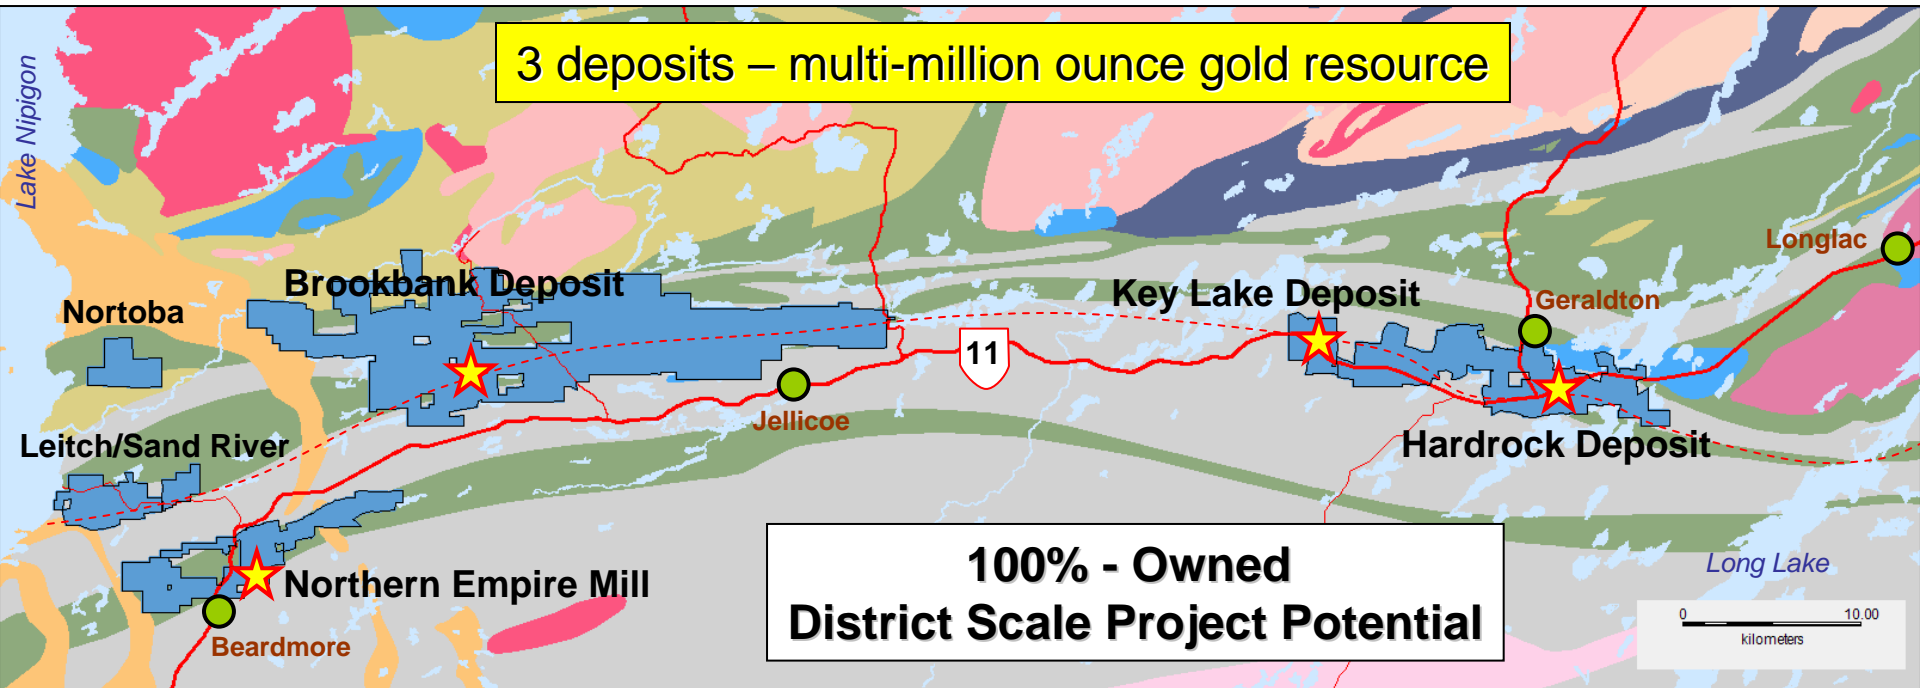 3 deposits – multi-million ounce gold resource
Lake Nipigon
Longlac
Brookbank Deposit
Key Lake Deposit
Geraldton
Nortoba
11
Jellicoe
Leitch/Sand River
Hardrock Deposit
100% - Owned
District Scale Project Potential
Long Lake
Northern Empire Mill
0 10.00
kilometers
Beardmore